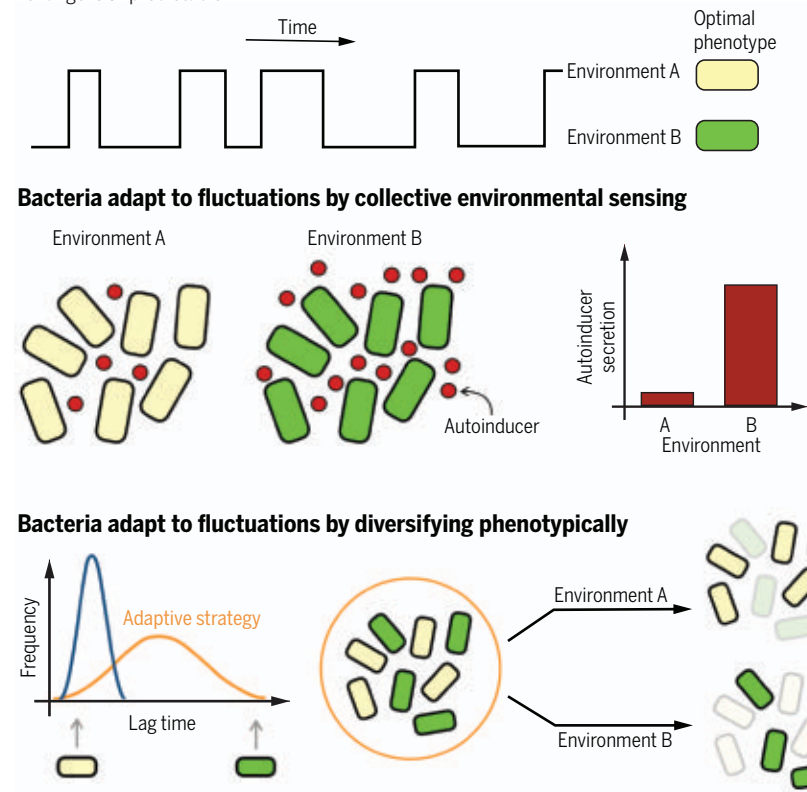 Time
Optimal
phenotype
Environment A
Environment B
Bacteria adapt to fluctuations by collective environmental sensing
Environment A
Environment B
Autoinducer
Autoinducer
secretion
A
B
Environment
Bacteria adapt to fluctuations by diversifying phenotypically
Frequency
Adaptive strategy
Lag time
Environment A
Environment B